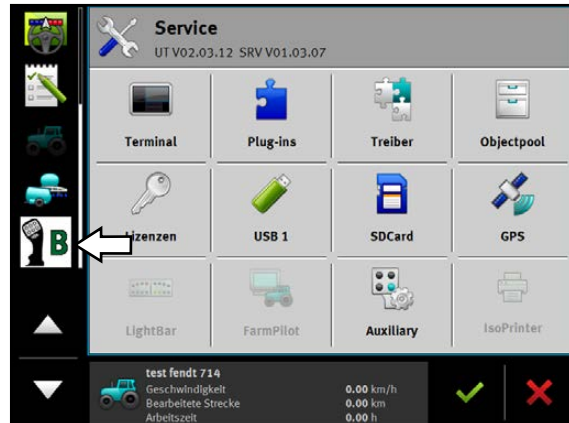 Service
UT V02.03.12 SRV V01.03.07
Terminal
Plug-ins
Treiber
Objectpool
B
USB 1
SDCard
GPS
LightBar
FarmPilot
Auxiliary
IsoPrinter
test fendt 714
Geschwindigkeit 0.00 km/h
Bearbeitete Strecke 0.00 km
Arbeitszeit 0.00 h